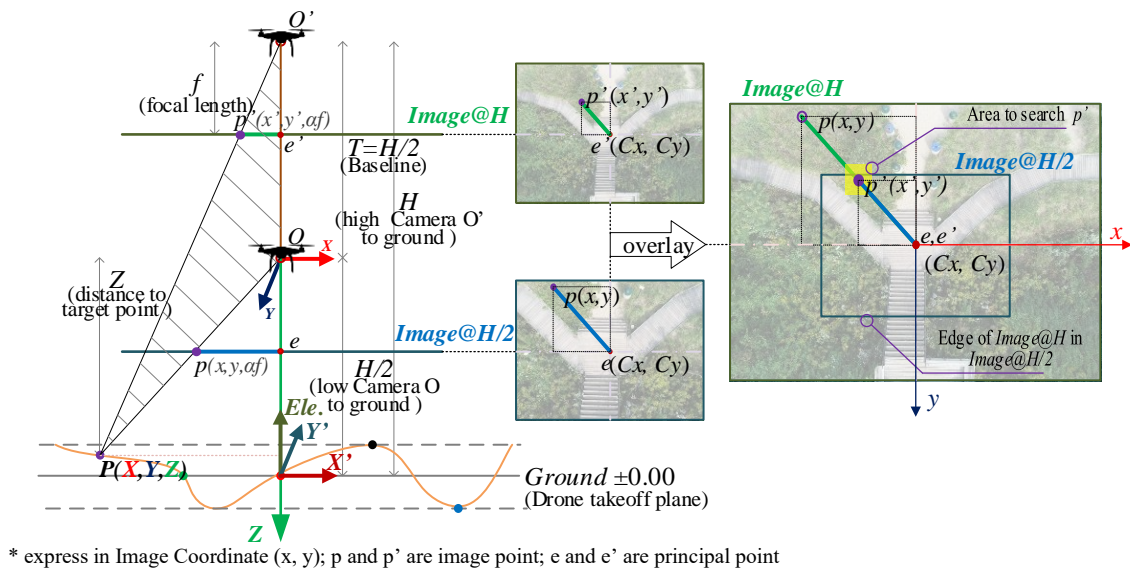 O'
f
(focal length)
p'(x',y',αf)
e'
Image@H
T=H/2
(Baseline)
H
(high Camera O'
to ground )
O
X
Y
Z
(distance to
target point)
Image@H/2
e
p(x,y,αf)
H/2
(low Camera O
to ground )
Ele.
Y'
X'
P(X,Y,Z)
Ground ±0.00
(Drone takeoff plane)
Z
p'(x',y')
e'(Cx, Cy)
p(x,y)
e(Cx, Cy)
overlay
Image@H
p(x,y)
Area to search p'
Image@H/2
p'(x',y')
e,e'
(Cx, Cy)
x
Edge of Image@H in
Image@H/2
y
* express in Image Coordinate (x, y); p and p' are image point; e and e' are principal point